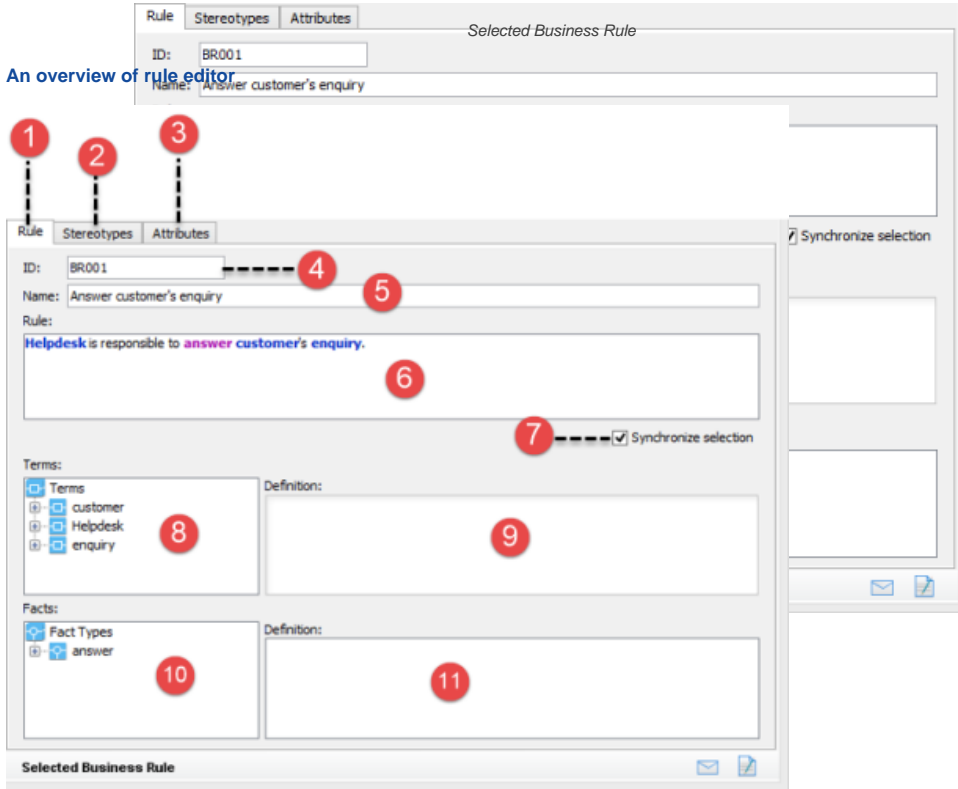 Rule Stereotypes Attributes
Selected Business Rule
ID: BR001
An overview of rule editor
Name: Answer customer's enquiry
1
2
3
Rule Stereotypes Attributes
Synchronize selection
ID: BR001
4
Name: Answer customer's enquiry
5
Rule:
Helpdesk is responsible to answer customer's enquiry.
6
7
Synchronize selection
Terms:
Terms
customer
Helpdesk
enquiry
8
Definition:
9
Facts:
Fact Types
answer
10
Definition:
11
Selected Business Rule